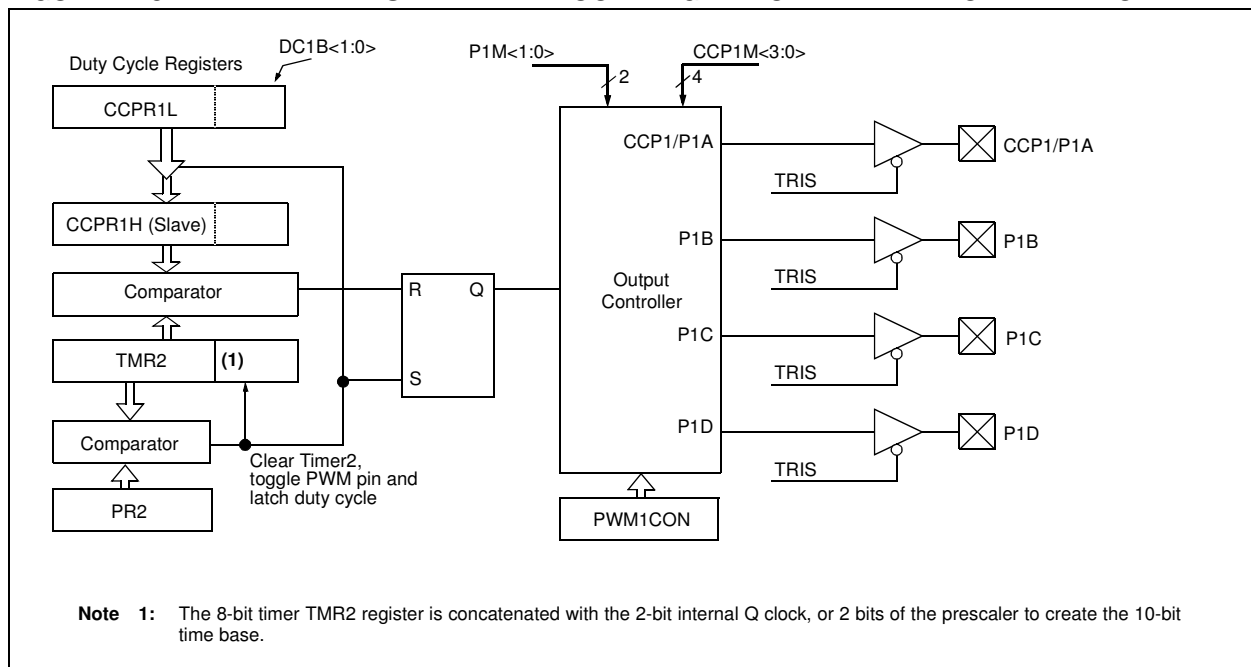 DC1B<1:0>
Duty Cycle Registers
CCPR1L
CCPR1H (Slave)
Comparator
TMR2
(1)
Comparator
PR2
Clear Timer2,
toggle PWM pin and
latch duty cycle
R
Q
S
P1M<1:0>
2
CCP1M<3:0>
4
Output
Controller
CCP1/P1A
P1B
P1C
P1D
PWM1CON
TRIS
CCP1/P1A
TRIS
P1B
TRIS
P1C
TRIS
P1D
Note 1: The 8-bit timer TMR2 register is concatenated with the 2-bit internal Q clock, or 2 bits of the prescaler to create the 10-bit
time base.